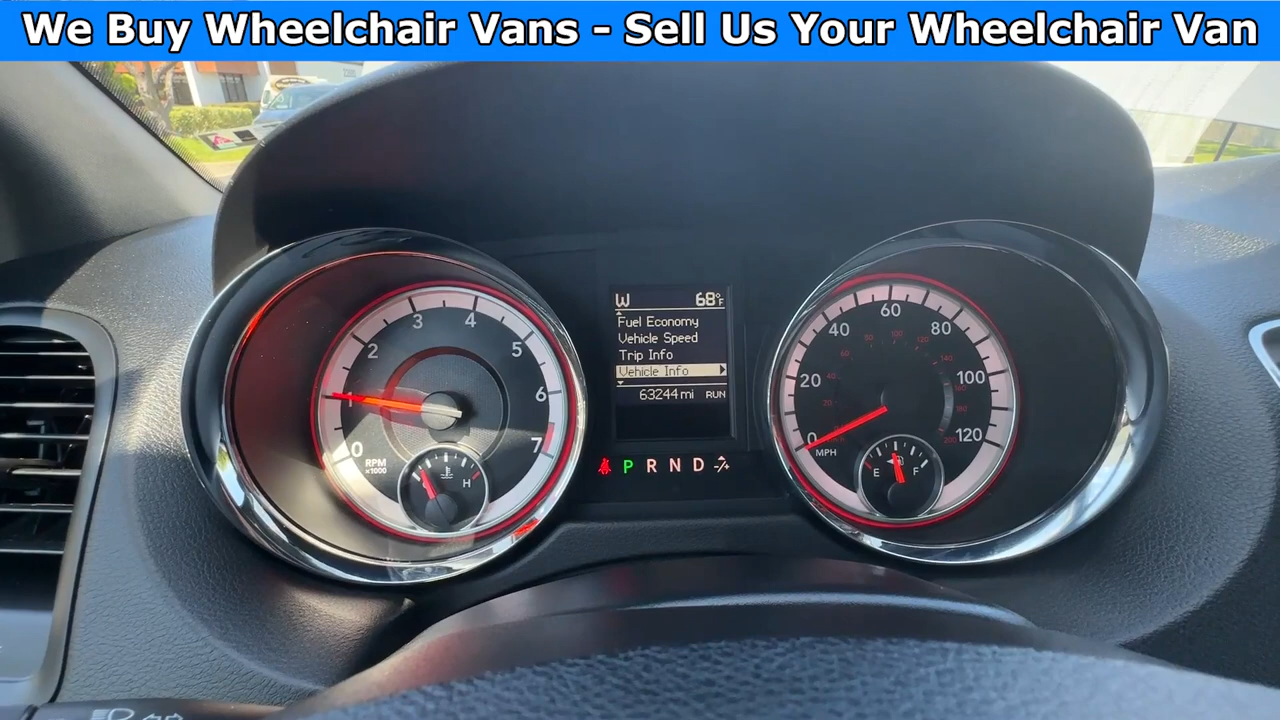 We Buy Wheelchair Vans - Sell Us Your Wheelchair Van
W 68°F
Fuel Economy
Vehicle Speed
Trip Info
Vehicle Info
63244 mi RUN
P R N D
0 1 2 3 4 5 6 7
RPM
x1000
H
0 20 40 60 80 100 120
MPH
E F